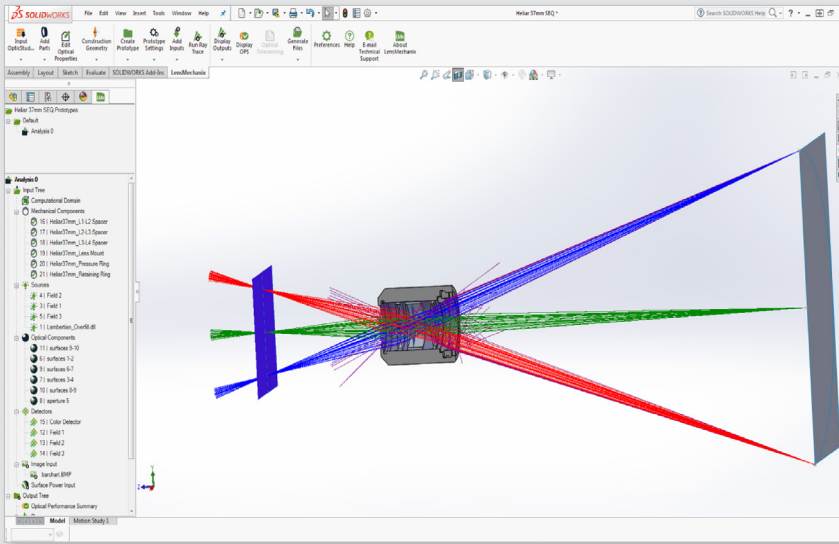 SOLIDWORKS File Edit View Insert Tools Window Help Heliar 37mm SEQ * Search SOLIDWORKS Help
Input OpticStud... Add Parts Edit Optical Properties Construction Geometry Create Prototype Prototype Settings Add Inputs Run Ray Trace Display Outputs Display OPS Optical Tolerancing Generate Files Preferences Help E-mail Technical Support About LensMechanix
Assembly Layout Sketch Evaluate SOLIDWORKS Add-Ins LensMechanix
Heliar 37mm SEQ Prototypes
Default
Analysis 0
Analysis 0
Input Tree
Computational Domain
Mechanical Components
16 | Heliar37mm_L1-L2 Spacer
17 | Heliar37mm_L2-L3 Spacer
18 | Heliar37mm_L3-L4 Spacer
19 | Heliar37mm_Lens Mount
20 | Heliar37mm_Pressure Ring
21 | Heliar37mm_Retaining Ring
Sources
4 | Field 2
3 | Field 1
5 | Field 3
1 | Lambertian_Overfill.dll
Optical Components
11 | surfaces 9-10
6 | surfaces 1-2
9 | surfaces 6-7
7 | surfaces 3-4
10 | surfaces 8-9
8 | aperture 5
Detectors
15 | Color Detector
12 | Field 1
13 | Field 2
14 | Field 3
Image Input
barchart.BMP
Surface Power Input
Output Tree
Optical Performance Summary
Y
Z
Model Motion Study 1